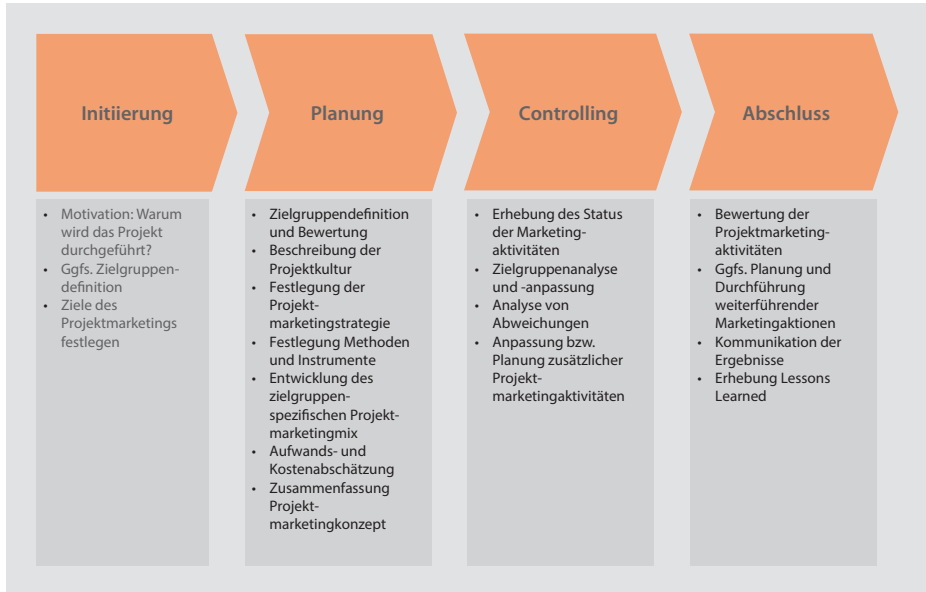 Initiierung
Planung
Controlling
Abschluss
• Motivation: Warum
wird das Projekt
durchgeführt?
• Ggfs. Zielgruppen-
definition
• Ziele des
Projektmarketings
festlegen
• Zielgruppendefinition
und Bewertung
• Beschreibung der
Projektkultur
• Festlegung der
Projekt-
marketingstrategie
• Festlegung Methoden
und Instrumente
• Entwicklung des
zielgruppen-
spezifischen Projekt-
marketingmix
• Aufwands- und
Kostenabschätzung
• Zusammenfassung
Projekt-
marketingkonzept
• Erhebung des Status
der Marketing-
aktivitäten
• Zielgruppenanalyse
und -anpassung
• Analyse von
Abweichungen
• Anpassung bzw.
Planung zusätzlicher
Projekt-
marketingaktivitäten
• Bewertung der
Projektmarketing-
aktivitäten
• Ggfs. Planung und
Durchführung
weiterführender
Marketingaktionen
• Kommunikation der
Ergebnisse
• Erhebung Lessons
Learned